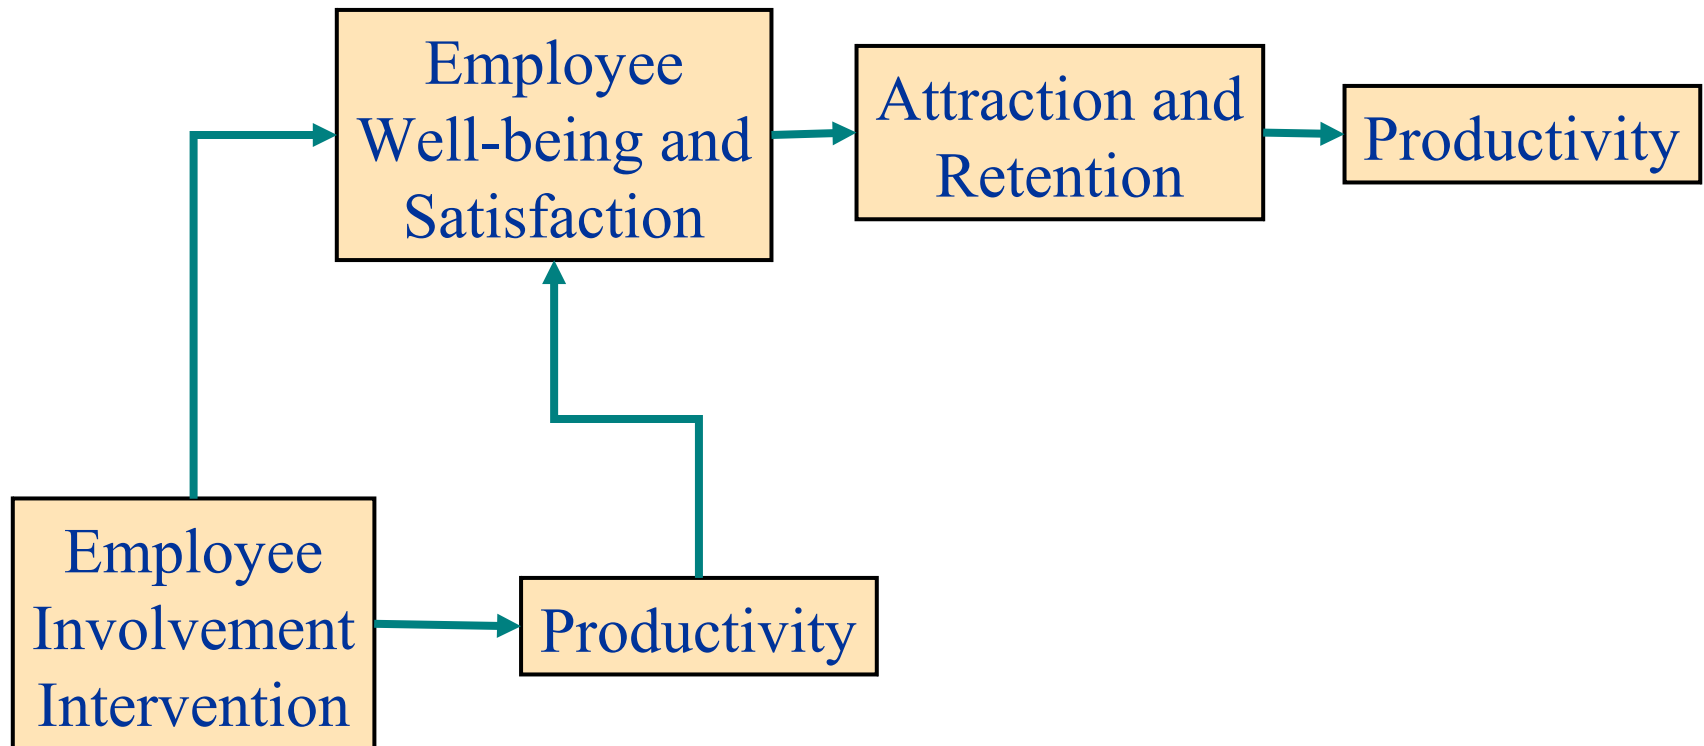 Employee
Well-being and
Satisfaction
Attraction and
Retention
Productivity
Employee
Involvement
Intervention
Productivity